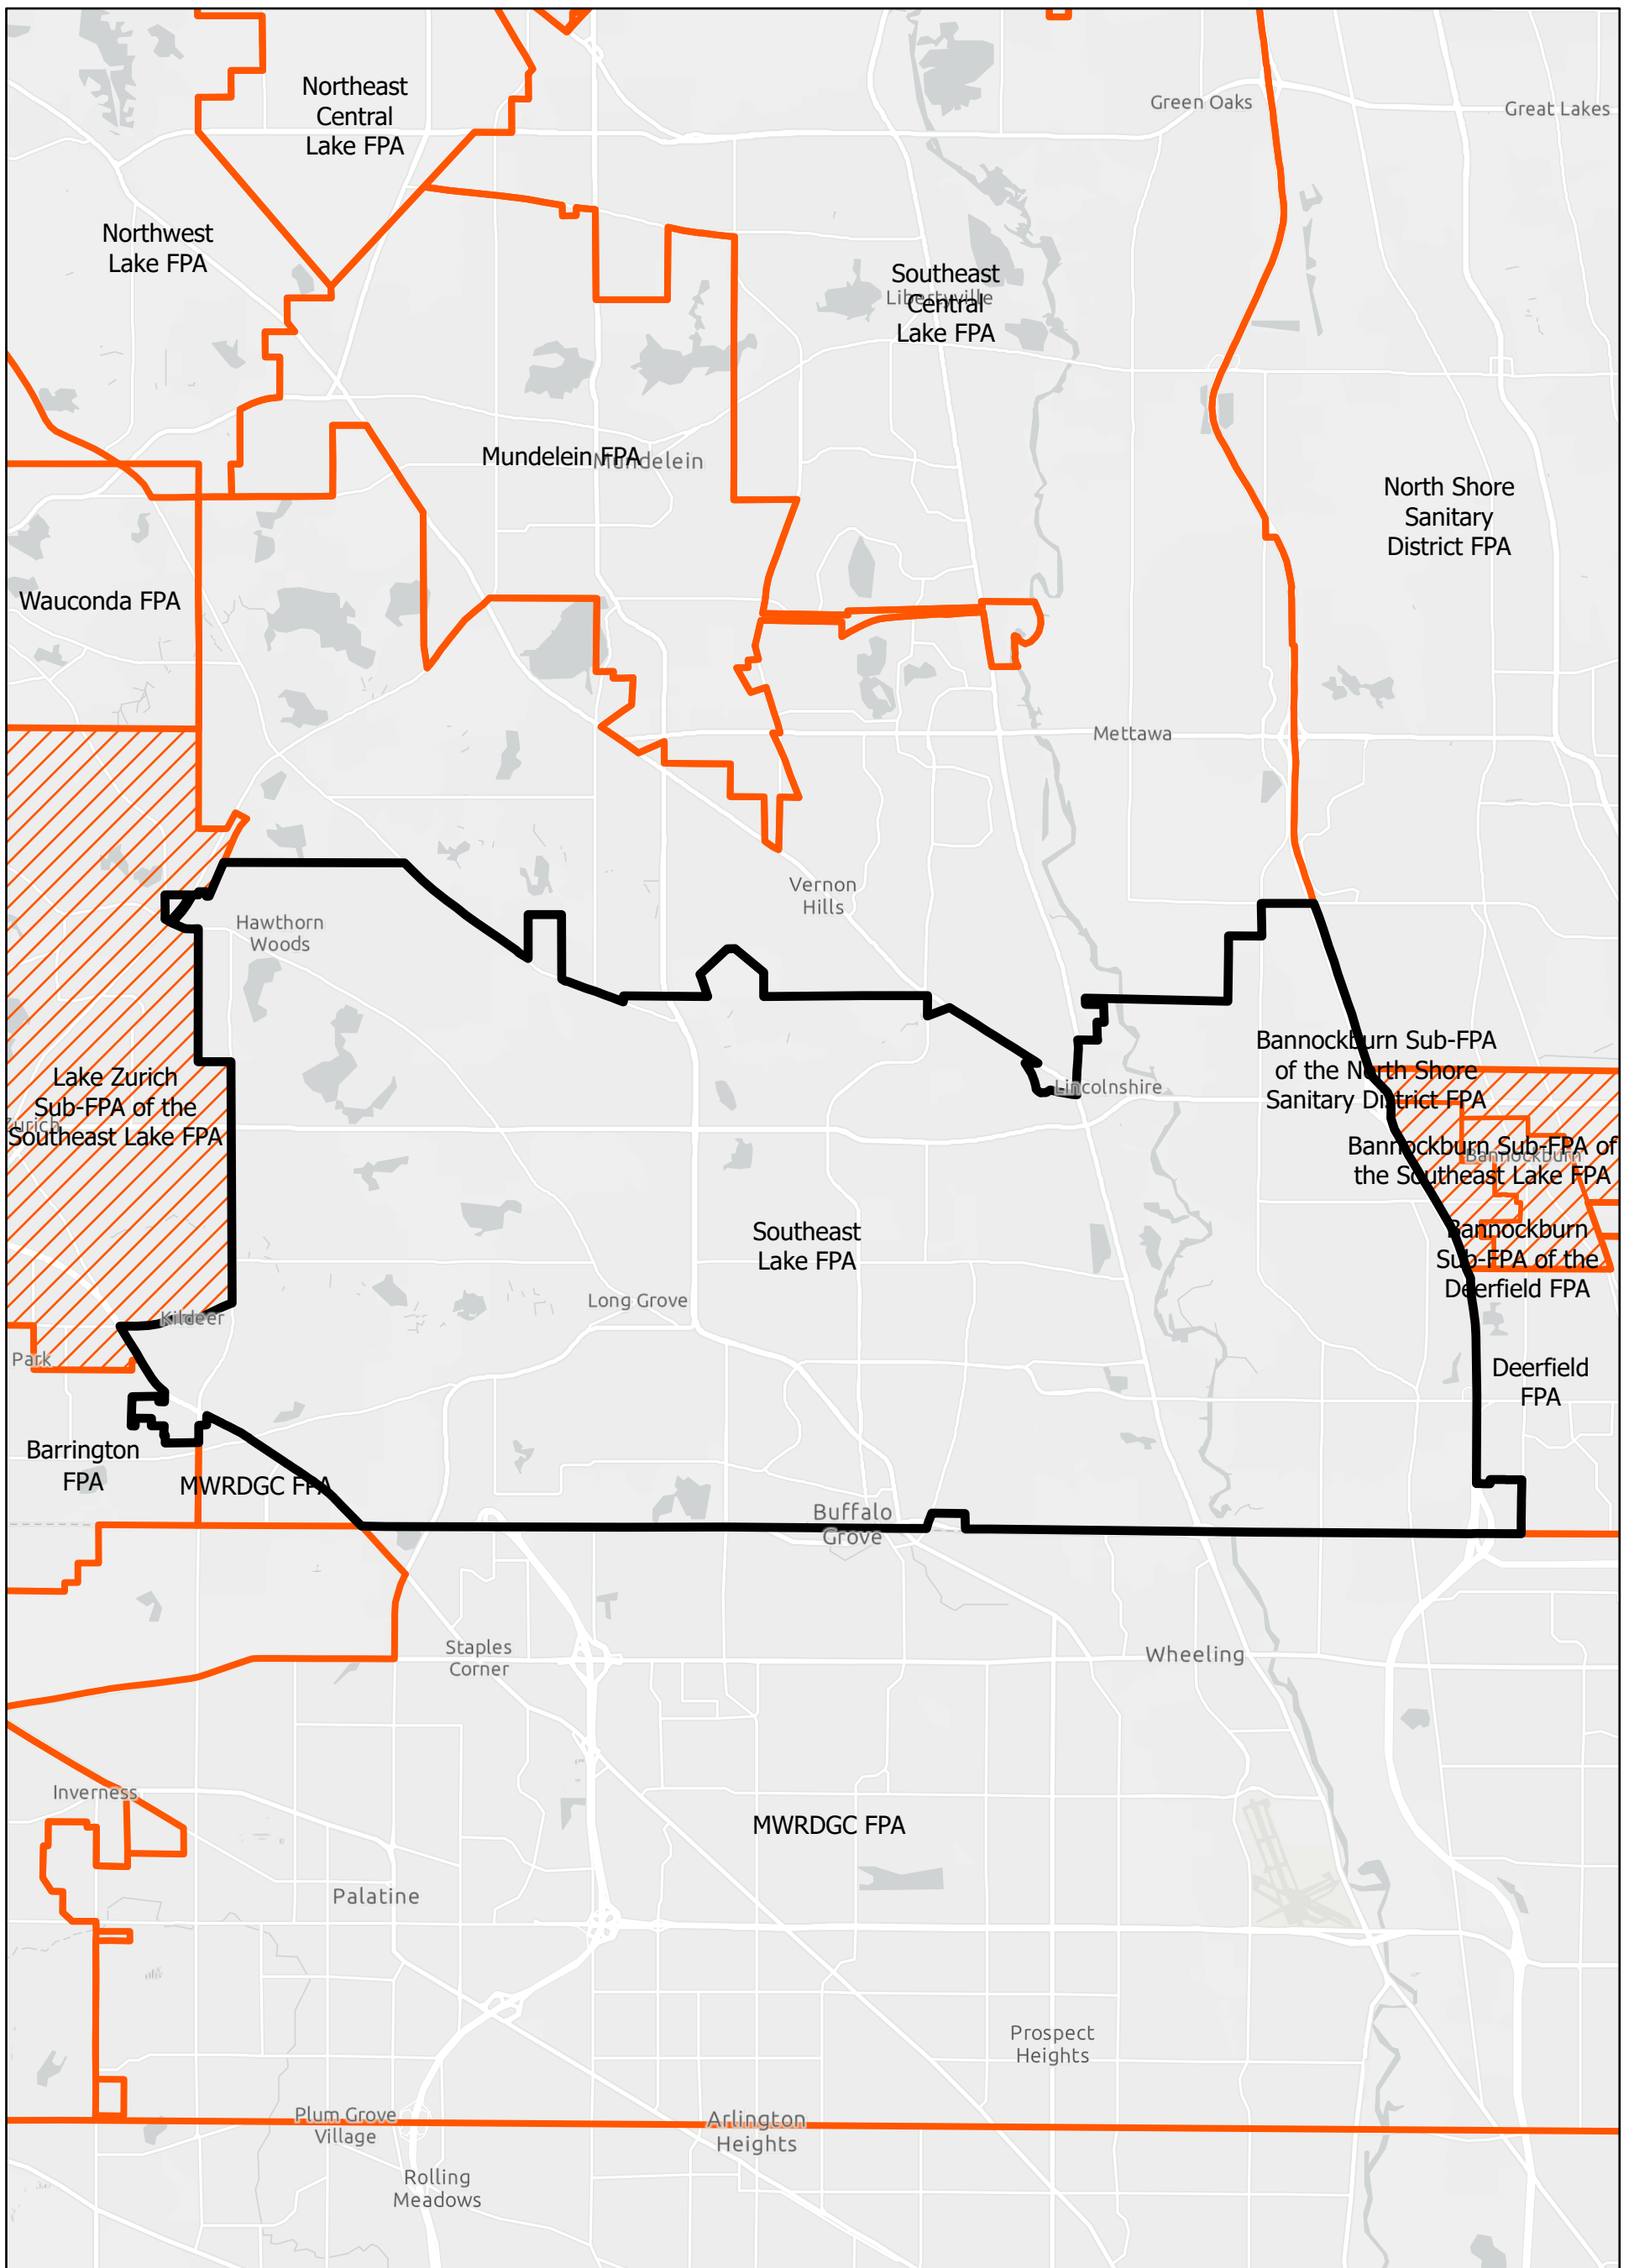 Northeast
Central
Lake FPA
Green Oaks
Great Lakes
Northwest
Lake FPA
Southeast
Central
Lake FPA
Libertyville
Mundelein FPA
Mundelein
North Shore
Sanitary
District FPA
Wauconda FPA
Mettawa
Vernon
Hills
Hawthorn
Woods
Lake Zurich
Sub-FPA of the
Southeast Lake FPA
Zurich
Lincolnshire
Bannockburn Sub-FPA
of the North Shore
Sanitary District FPA
Bannockburn Sub-FPA of
the Southeast Lake FPA
Bannockburn
Bannockburn
Sub-FPA of the
Deerfield FPA
Southeast
Lake FPA
Long Grove
Kildeer
Park
Deerfield
FPA
Barrington
FPA
MWRDGC FPA
Buffalo
Grove
Staples
Corner
Wheeling
Inverness
MWRDGC FPA
Palatine
Prospect
Heights
Plum Grove
Village
Arlington
Heights
Rolling
Meadows